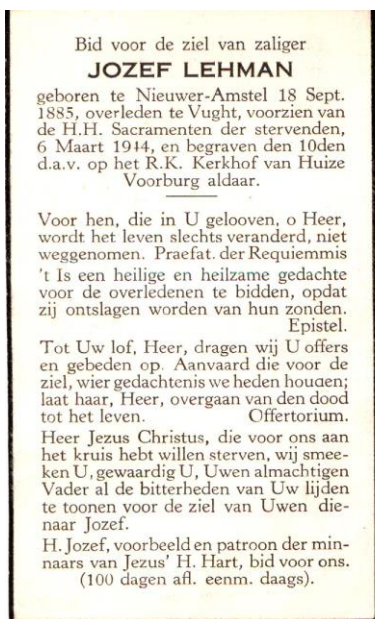 Bid voor de ziel van zaliger
JOZEF LEHMAN
geboren te Nieuwer-Amstel 18 Sept.
1885, overleden te Vught, voorzien van
de H.H. Sacramenten der stervenden,
6 Maart 1944, en begraven den 10den
d.a.v. op het R.K. Kerkhof van Huize
Voorburg aldaar.
Voor hen, die in U gelooven, o Heer,
wordt het leven slechts veranderd, niet
weggenomen. Praefat. der Requiemmis
't Is een heilige en heilzame gedachte
voor de overledenen te bidden, opdat
zij ontslagen worden van hun zonden.
Epistel.
Tot Uw lof, Heer, dragen wij U offers
en gebeden op. Aanvaard die voor de
ziel, wier gedachtenis we heden houden;
laat haar, Heer, overgaan van den dood
tot het leven. Offertorium.
Heer Jezus Christus, die voor ons aan
het kruis hebt willen sterven, wij smee-
ken U, gewaardig U, Uwen almachtigen
Vader al de bitterheden van Uw lijden
te toonen voor de ziel van Uwen die-
naar Jozef.
H. Jozef, voorbeeld en patroon der min-
naars van Jezus' H. Hart, bid voor ons.
(100 dagen afl. eenm. daags).